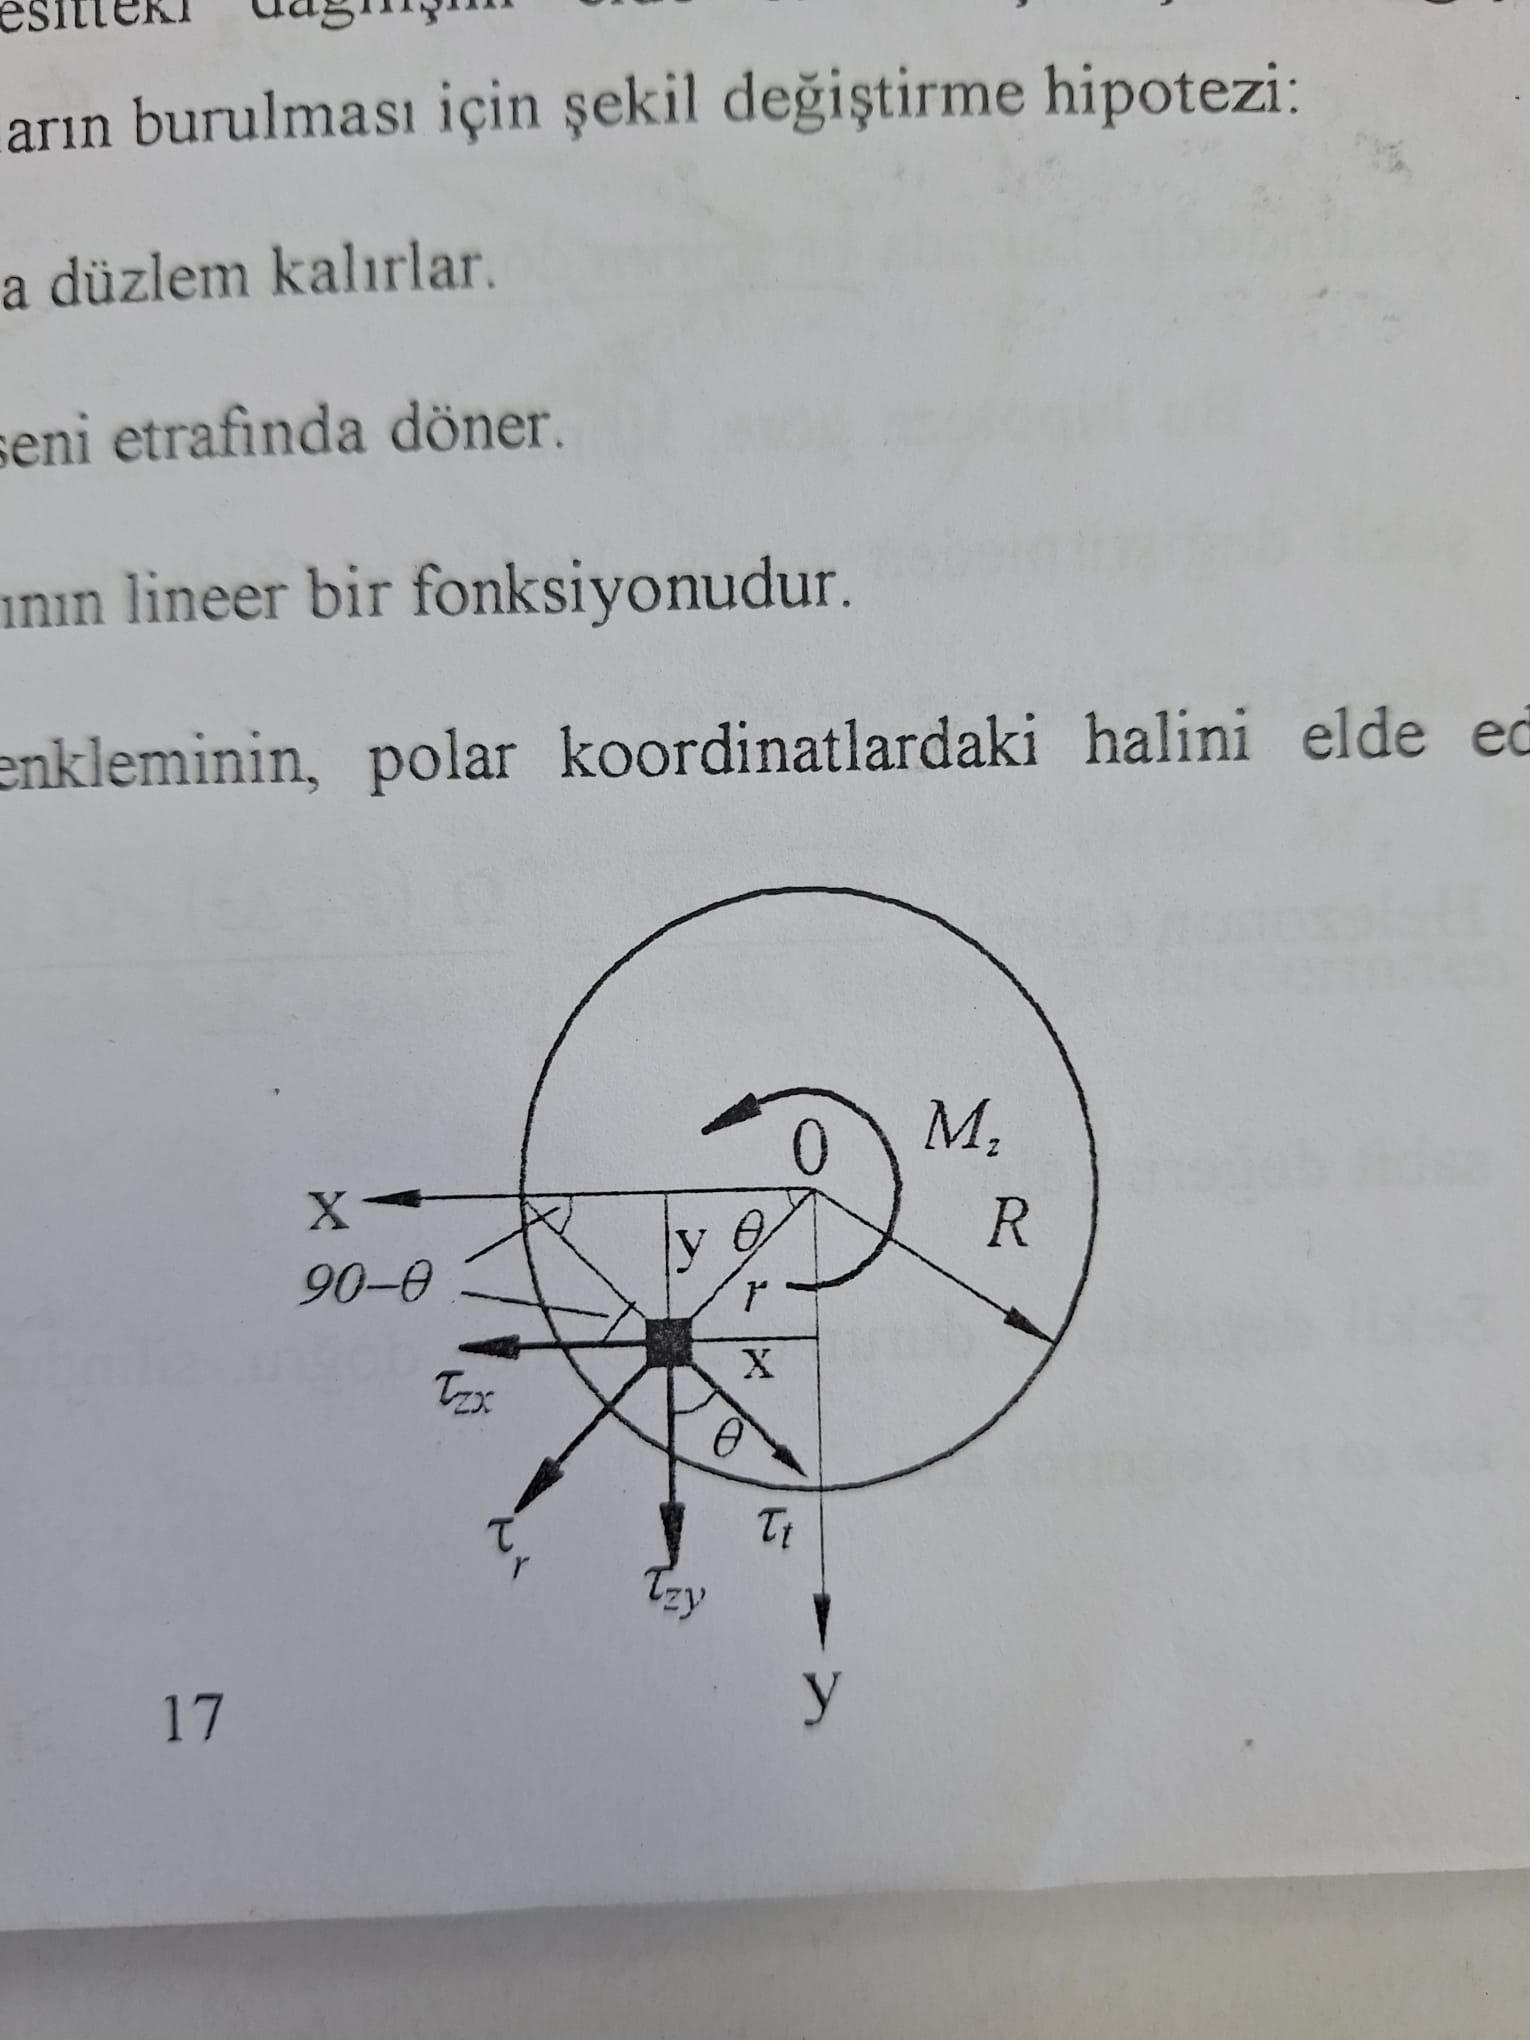 arın burulması için şekil değiştirme hipotezi:
a düzlem kalırlar.
seni etrafında döner.
ının lineer bir fonksiyonudur.
enkleminin, polar koordinatlardaki halini elde ed
0
M_z
x
y θ
R
90−θ
r
x
τ_zx
θ
τ_r
τ_t
τ_zy
y
17